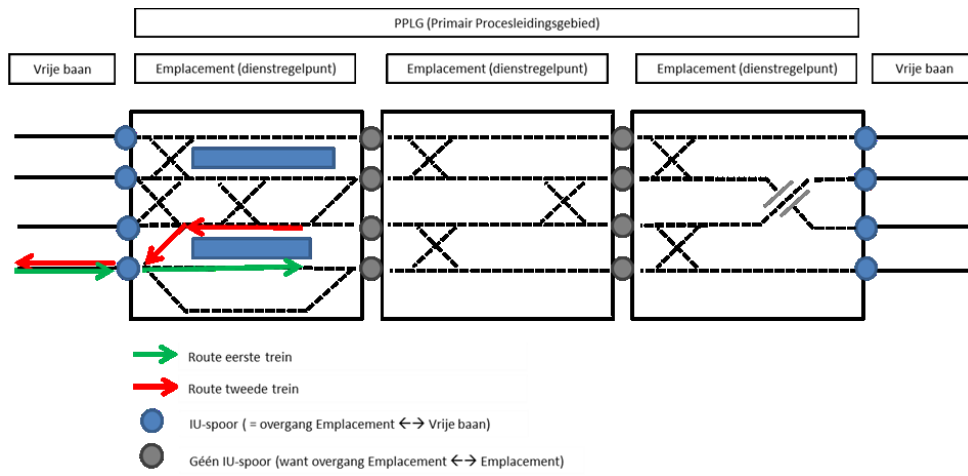 PPLG (Primair Procesleidingsgebied)
Vrije baan
Emplacement (dienstregelpunt)
Emplacement (dienstregelpunt)
Emplacement (dienstregelpunt)
Vrije baan
Route eerste trein
Route tweede trein
IU-spoor ( = overgang Emplacement ←→ Vrije baan)
Géén IU-spoor (want overgang Emplacement ←→ Emplacement)